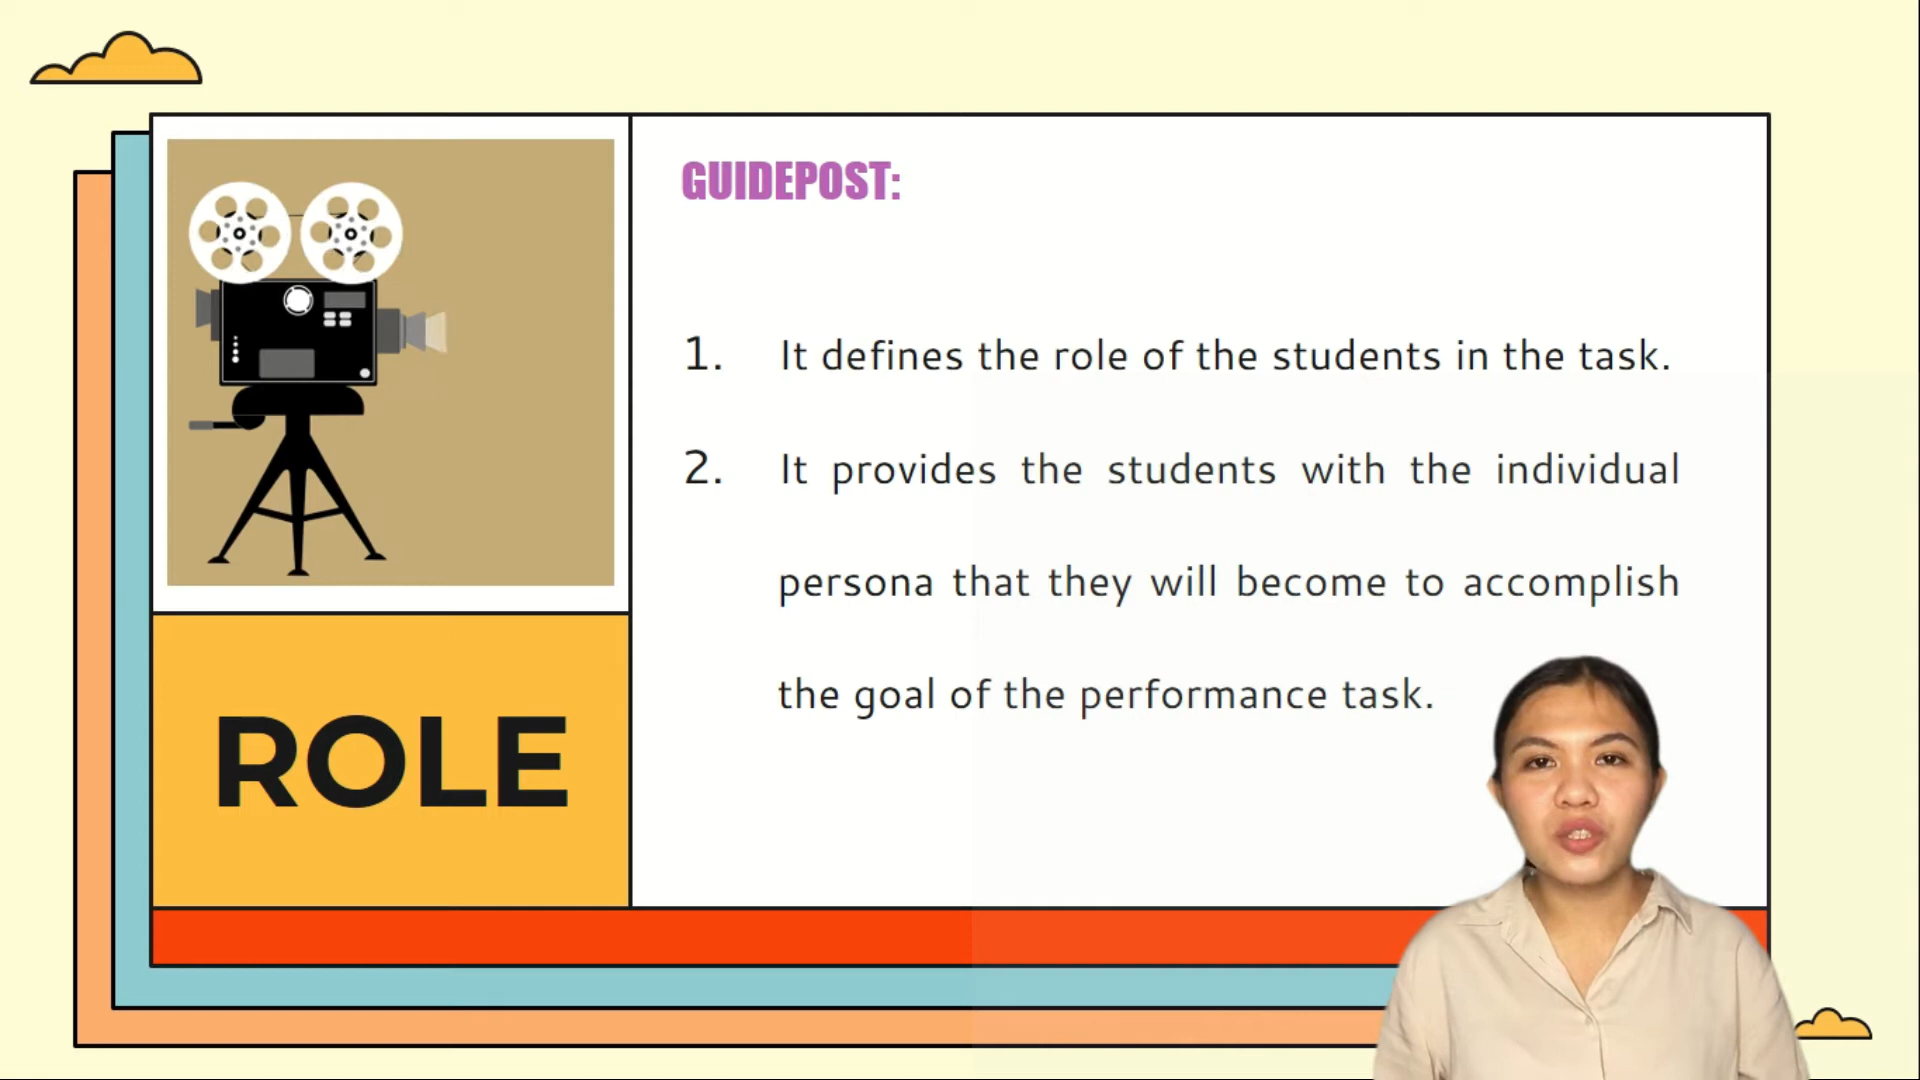 GUIDEPOST:
1. It defines the role of the students in the task.
2. It provides the students with the individual
persona that they will become to accomplish
the goal of the performance task.
ROLE